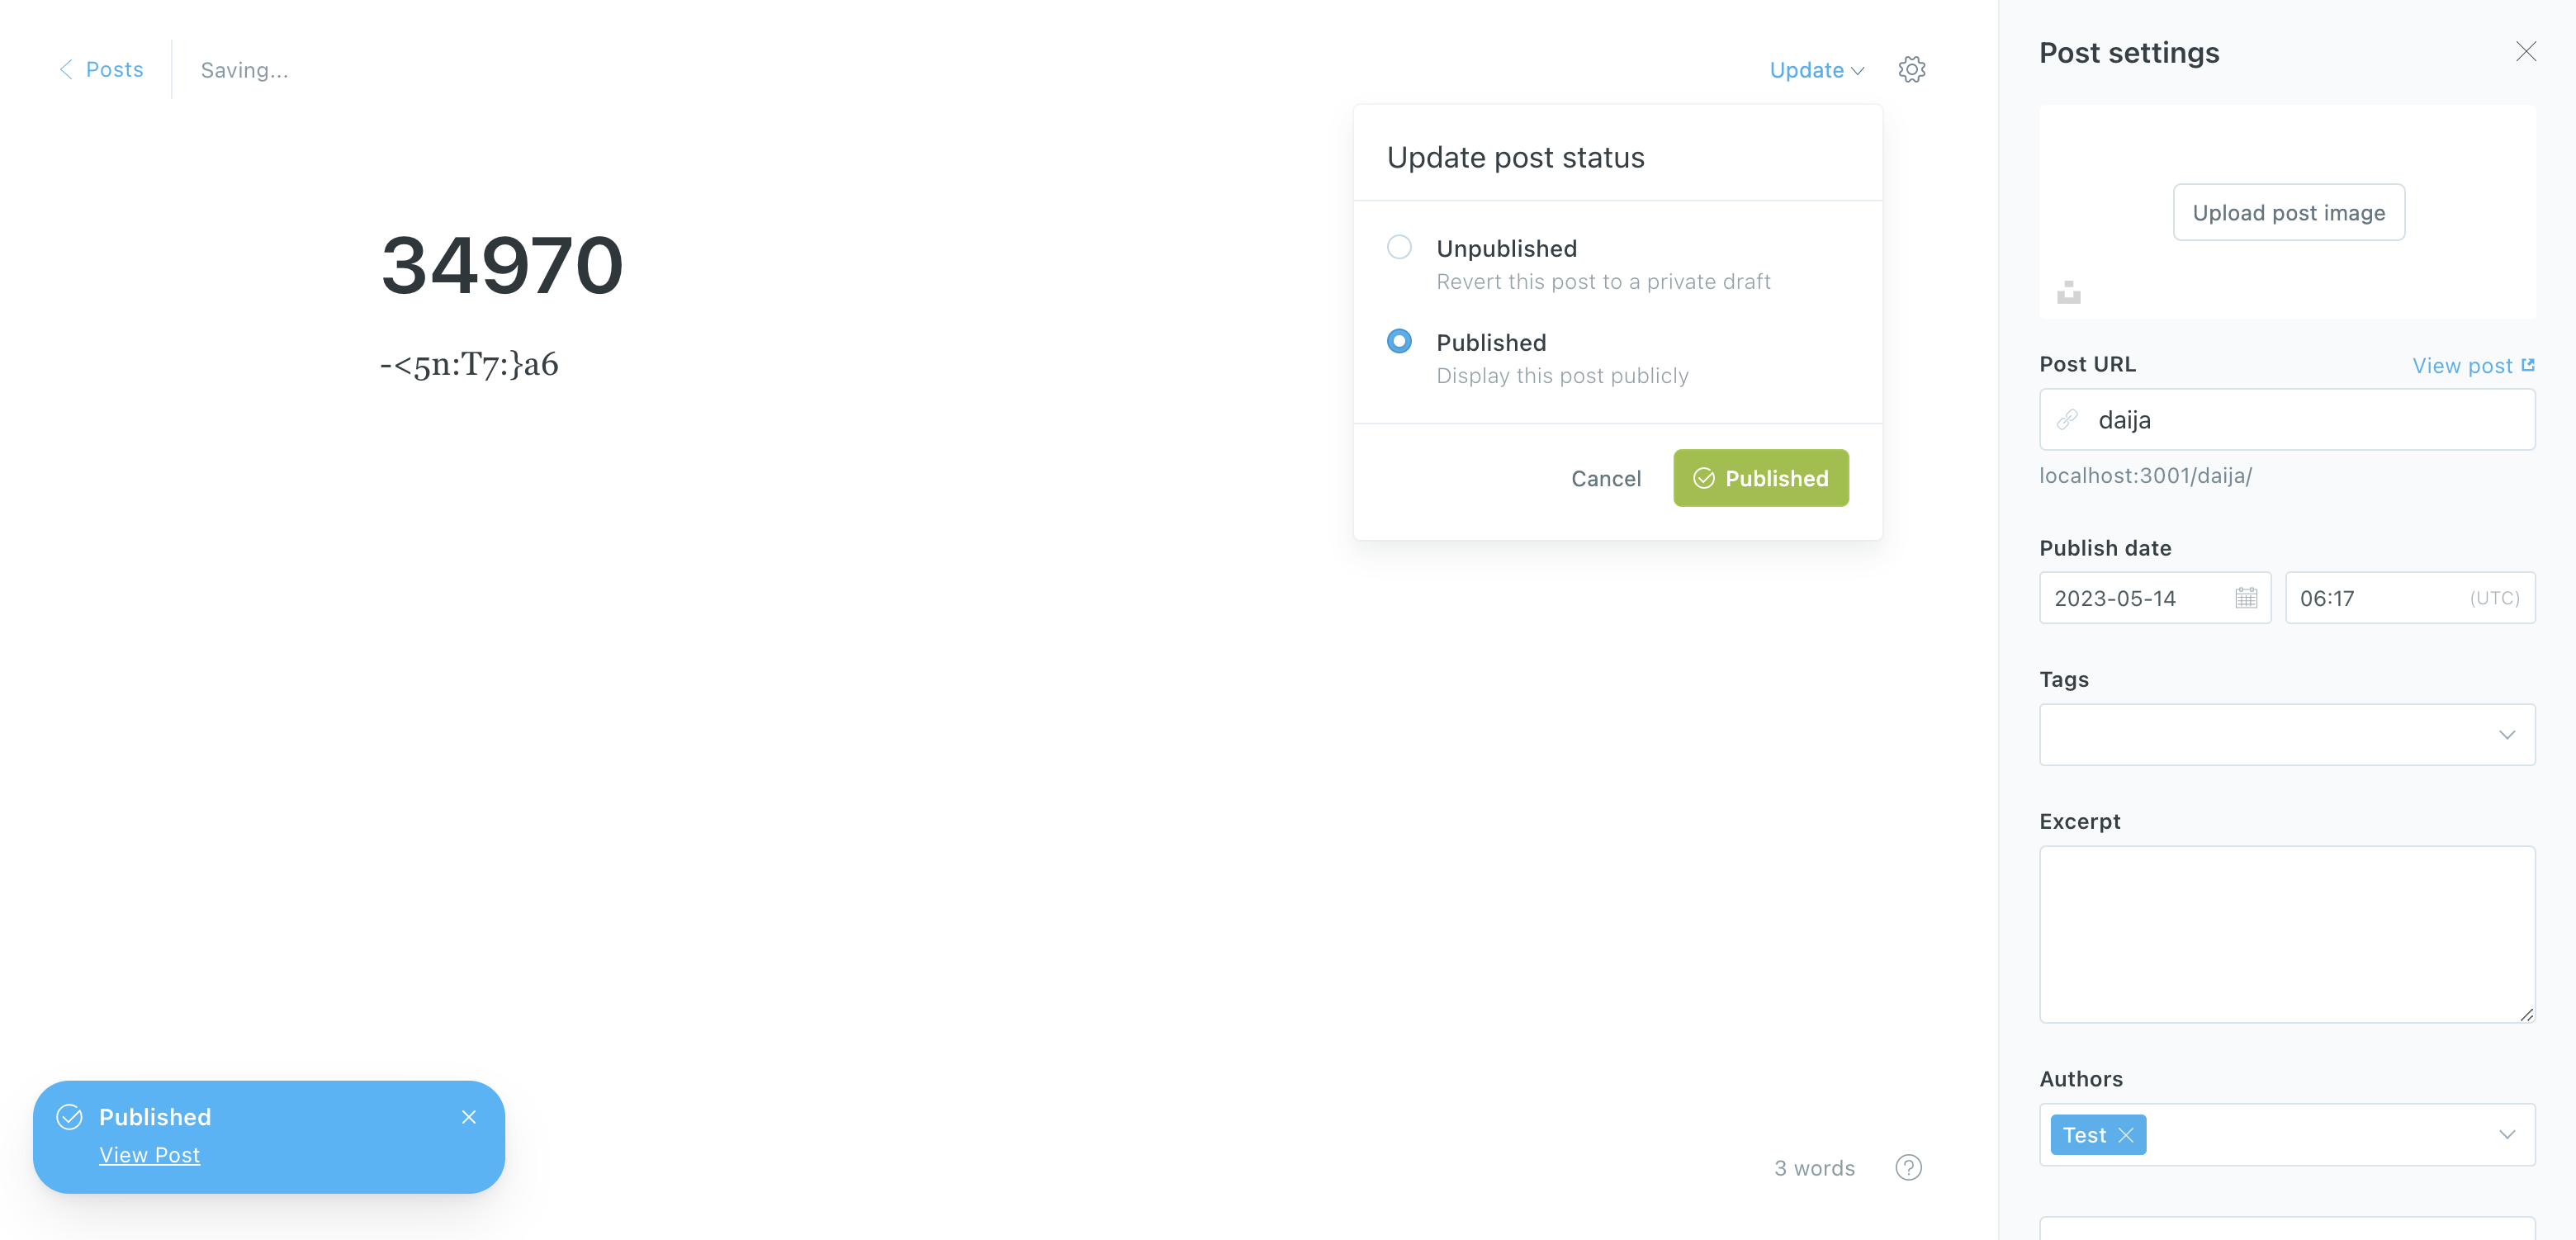 Posts
Saving...
Update
34970
-<5n:T7:}a6
Update post status
Unpublished
Revert this post to a private draft
Published
Display this post publicly
Cancel
Published
Published
View Post
3 words
?
Post settings
Upload post image
Post URL
View post
daija
localhost:3001/daija/
Publish date
2023-05-14
06:17
(UTC)
Tags
Excerpt
Authors
Test